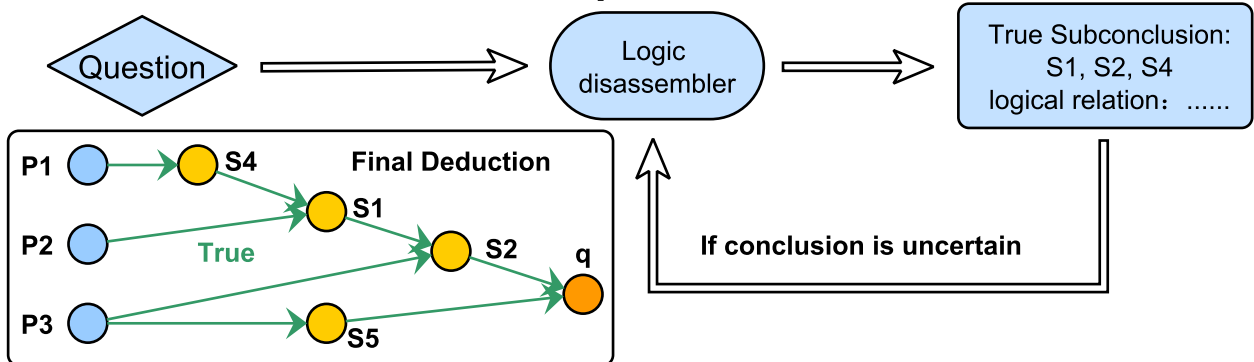 Question
Logic
disassembler
True Subconclusion:
S1, S2, S4
logical relation： ......
Final Deduction
P1
S4
S1
P2
True
S2
q
P3
S5
If conclusion is uncertain